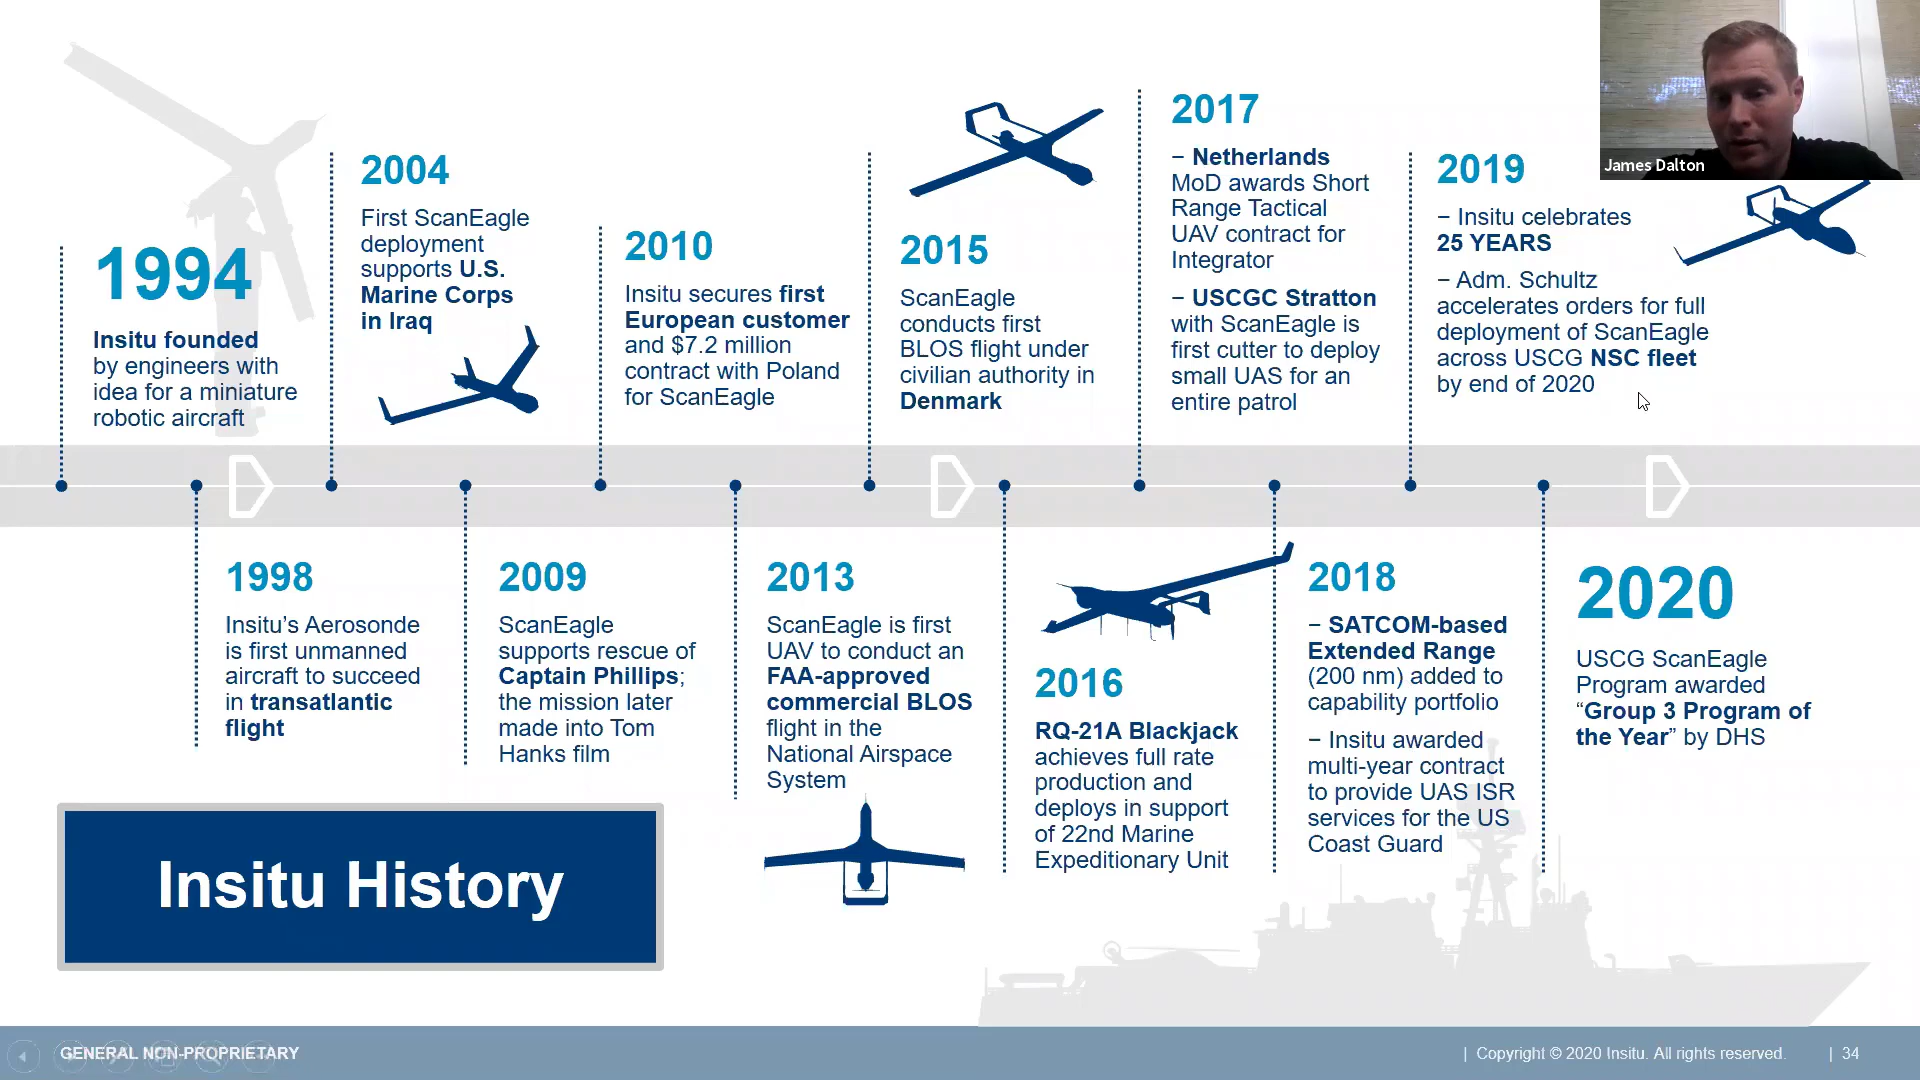 1994
Insitu founded
by engineers with
idea for a miniature
robotic aircraft
1998
Insitu’s Aerosonde
is first unmanned
aircraft to succeed
in transatlantic
flight
2004
First ScanEagle
deployment
supports U.S.
Marine Corps
in Iraq
2009
ScanEagle
supports rescue of
Captain Phillips;
the mission later
made into Tom
Hanks film
2010
Insitu secures first
European customer
and $7.2 million
contract with Poland
for ScanEagle
2013
ScanEagle is first
UAV to conduct an
FAA-approved
commercial BLOS
flight in the
National Airspace
System
2015
ScanEagle
conducts first
BLOS flight under
civilian authority in
Denmark
2016
RQ-21A Blackjack
achieves full rate
production and
deploys in support
of 22nd Marine
Expeditionary Unit
2017
− Netherlands
MoD awards Short
Range Tactical
UAV contract for
Integrator
− USCGC Stratton
with ScanEagle is
first cutter to deploy
small UAS for an
entire patrol
2018
− SATCOM-based
Extended Range
(200 nm) added to
capability portfolio
− Insitu awarded
multi-year contract
to provide UAS ISR
services for the US
Coast Guard
2019
− Insitu celebrates
25 YEARS
− Adm. Schultz
accelerates orders for full
deployment of ScanEagle
across USCG NSC fleet
by end of 2020
2020
USCG ScanEagle
Program awarded
“Group 3 Program of
the Year” by DHS
Insitu History
James Dalton
GENERAL NON-PROPRIETARY
| Copyright © 2020 Insitu. All rights reserved. | 34